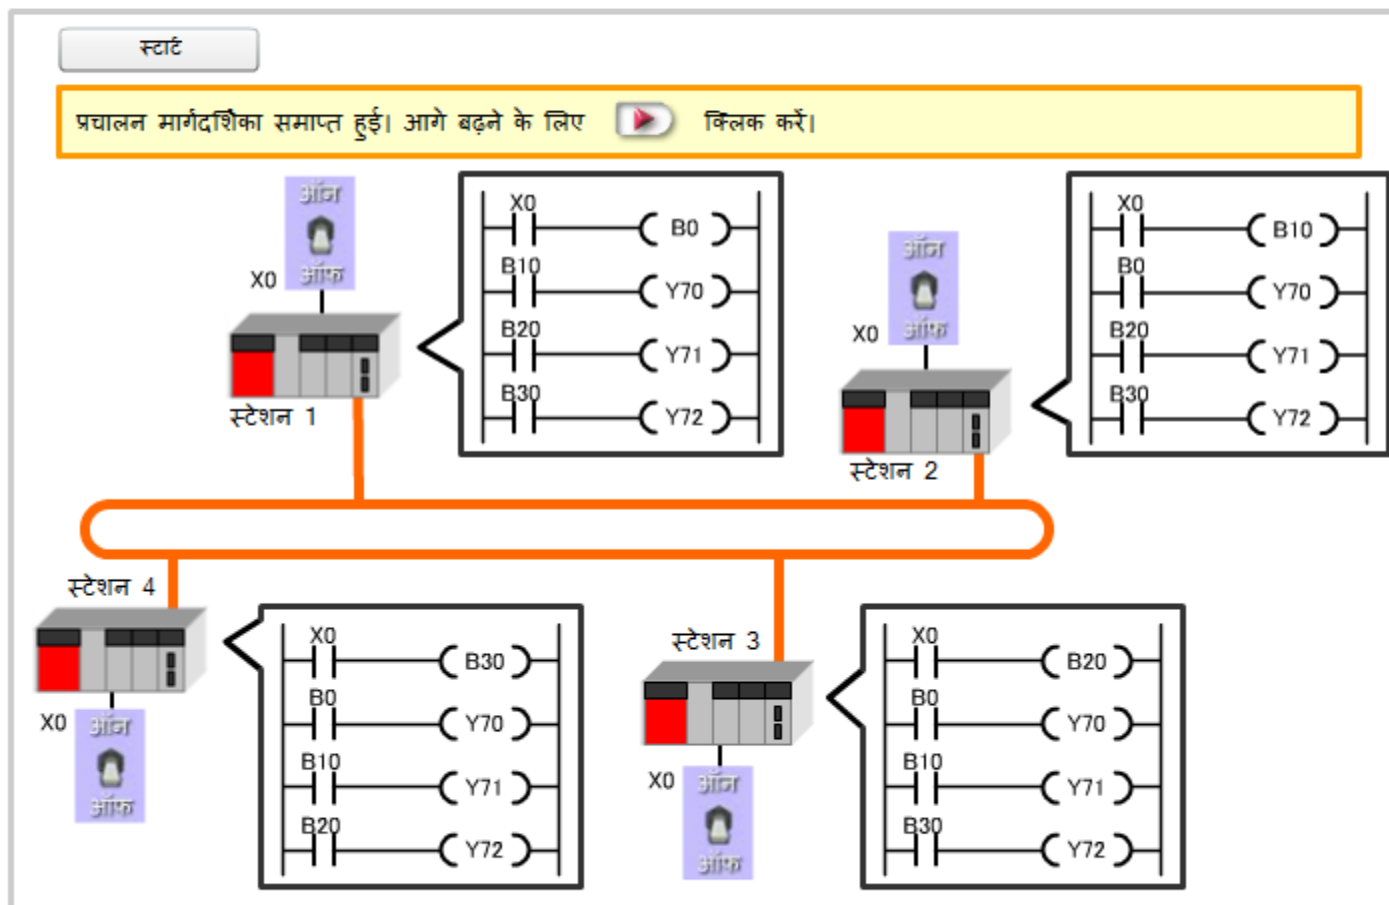 स्टार्ट
प्रचालन मार्गदर्शिका समाप्त हुई। आगे बढ़ने के लिए क्लिक करें।
ऑन
ऑफ
X0
स्टेशन 1
X0
B0
B10
Y70
B20
Y71
B30
Y72
ऑन
ऑफ
X0
स्टेशन 2
X0
B10
B0
Y70
B20
Y71
B30
Y72
स्टेशन 4
X0
ऑन
ऑफ
X0
B30
B0
Y70
B10
Y71
B20
Y72
स्टेशन 3
X0
ऑन
ऑफ
X0
B20
B0
Y70
B10
Y71
B30
Y72